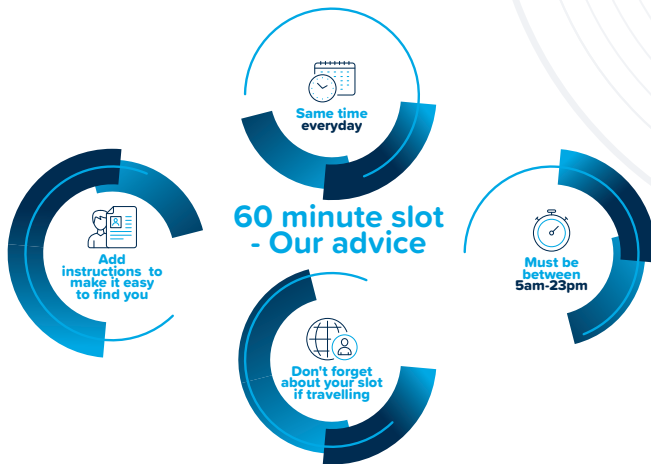 Same time
everyday
60 minute slot
- Our advice
Add
instructions to
make it easy
to find you
Must be
between
5am-23pm
Don't forget
about your slot
if travelling